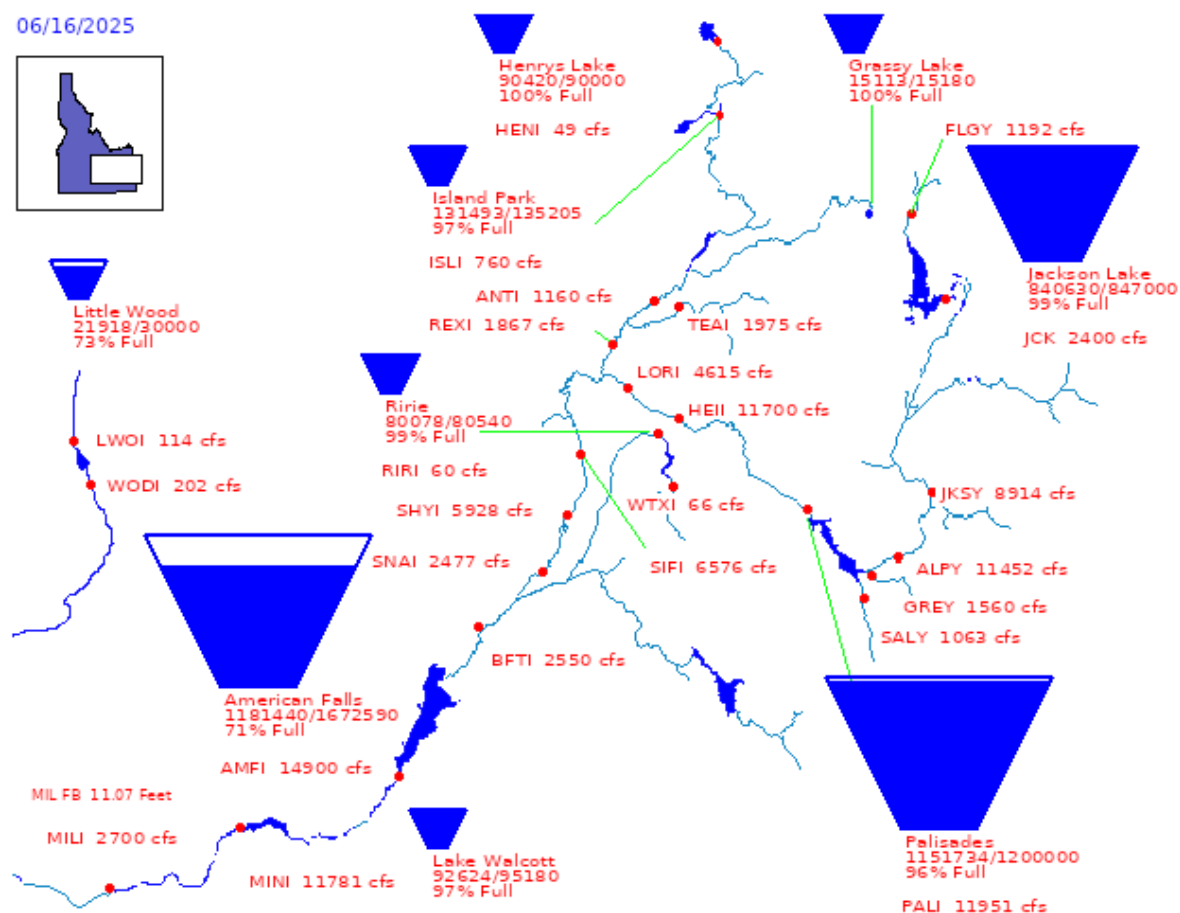 06/16/2025
Henrys Lake
90420/90000
100% Full
HENI 49 cfs
Grassy Lake
15113/15180
100% Full
FLGY 1192 cfs
Island Park
131493/135205
97% Full
ISLI 760 cfs
Jackson Lake
840630/847000
99% Full
JCK 2400 cfs
Little Wood
21918/30000
73% Full
ANTI 1160 cfs
REXI 1867 cfs
TEAI 1975 cfs
LORI 4615 cfs
HEII 11700 cfs
Ririe
80078/80540
99% Full
RIRI 60 cfs
LWOI 114 cfs
WODI 202 cfs
WTXI 66 cfs
JKSY 8914 cfs
SHYI 5928 cfs
SNAI 2477 cfs
SIFI 6576 cfs
ALPY 11452 cfs
GREY 1560 cfs
SALY 1063 cfs
BFTI 2550 cfs
American Falls
1181440/1672590
71% Full
AMFI 14900 cfs
MIL FB 11.07 Feet
MILI 2700 cfs
MINI 11781 cfs
Lake Walcott
92624/95180
97% Full
Palisades
1151734/1200000
96% Full
PALI 11951 cfs